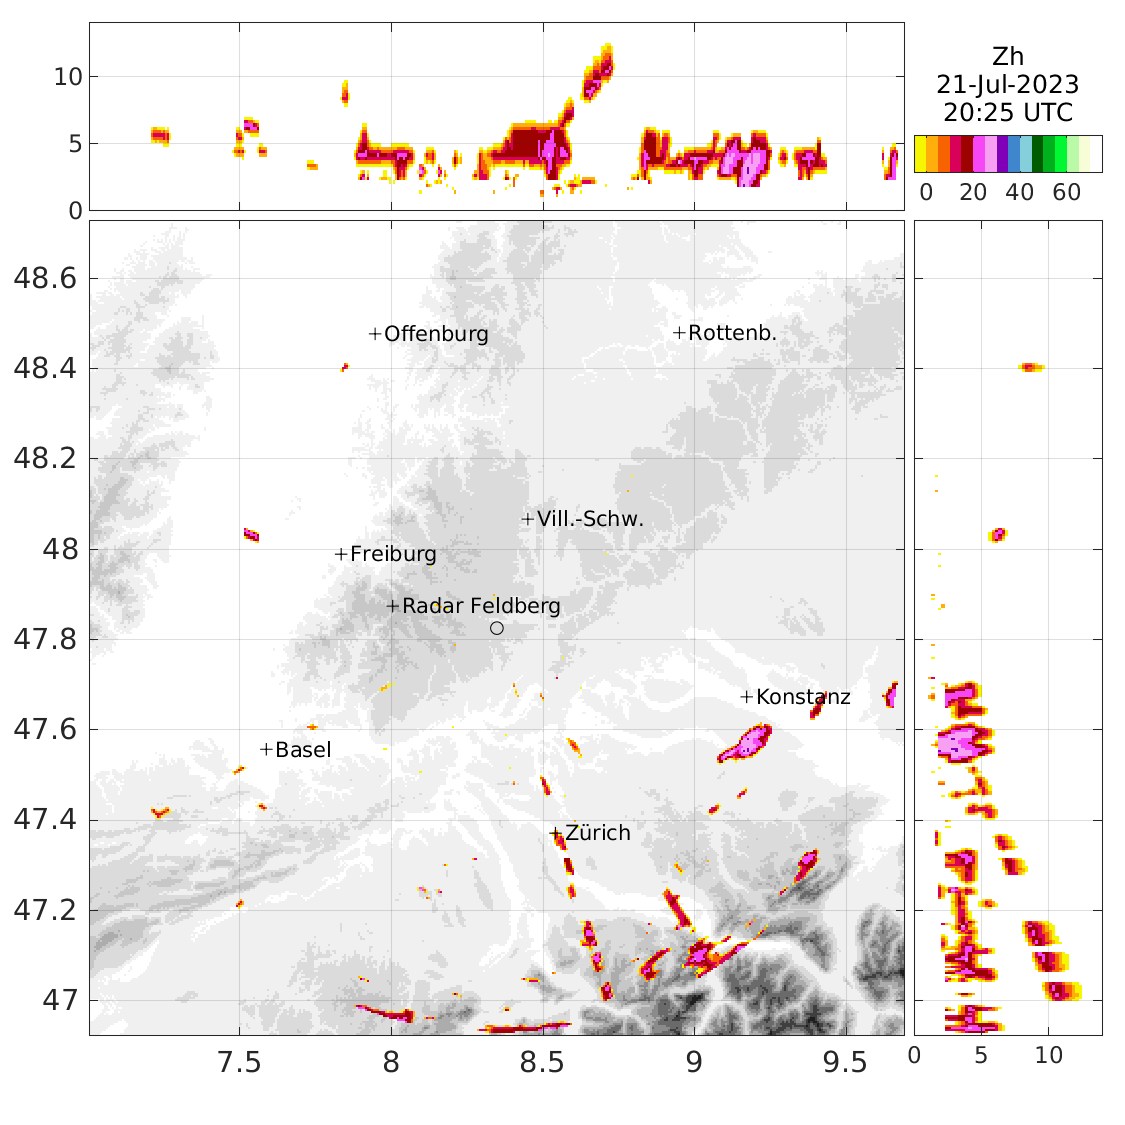 10
5
0
Zh
21-Jul-2023
20:25 UTC
0 20 40 60
48.6
48.4
48.2
48
47.8
47.6
47.4
47.2
47
+Offenburg
+Rottenb.
+Vill.-Schw.
+Freiburg
+Radar Feldberg
+Konstanz
+Basel
+Zürich
7.5 8 8.5 9 9.5
0 5 10